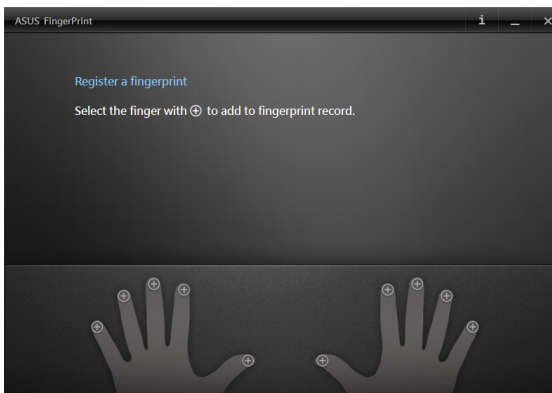 ASUS FingerPrint
Register a fingerprint
Select the finger with ⊕ to add to fingerprint record.